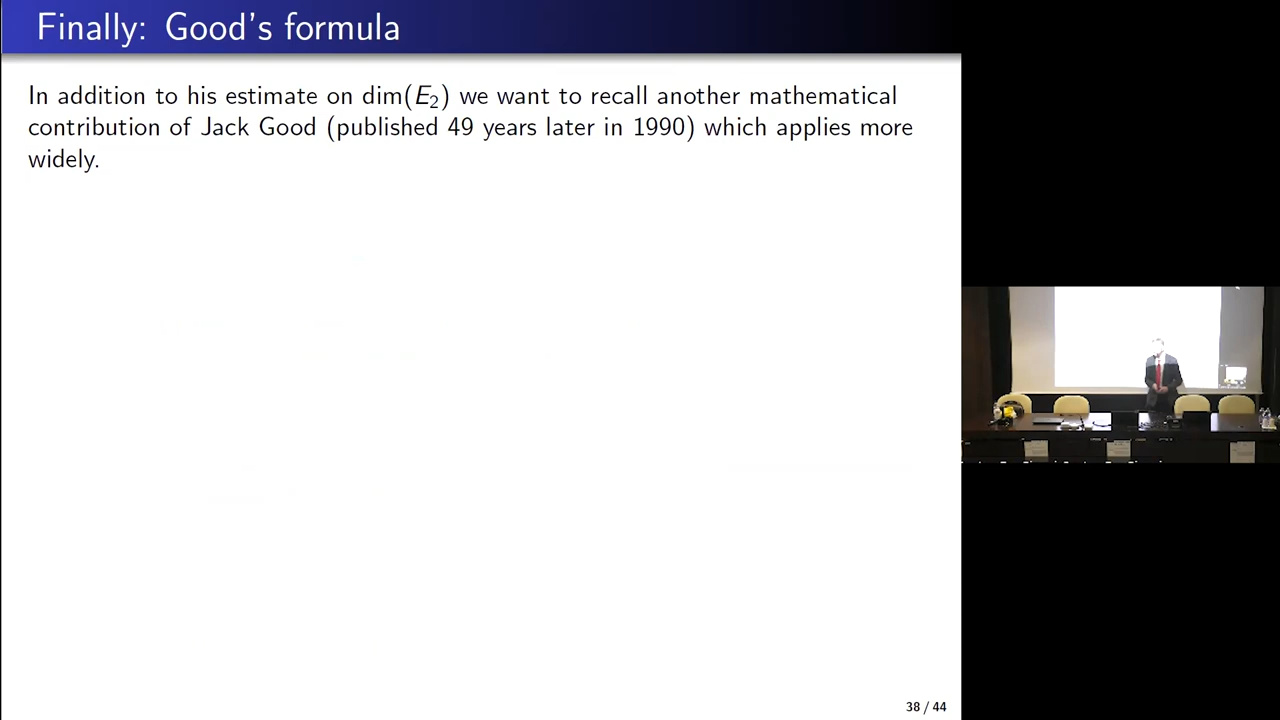 Finally: Good's formula
In addition to his estimate on dim(E₂) we want to recall another mathematical
contribution of Jack Good (published 49 years later in 1990) which applies more
widely.
38 / 44